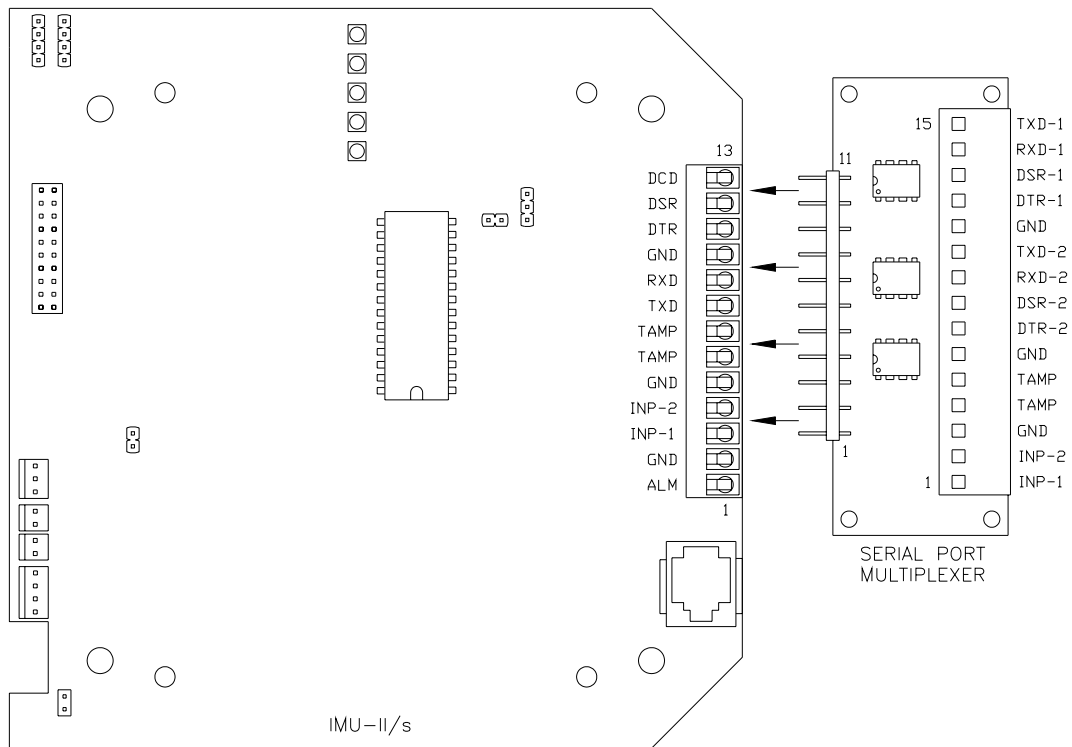 13
DCD
DSR
DTR
GND
RXD
TXD
TAMP
TAMP
GND
INP-2
INP-1
GND
ALM
1
11
1
15
TXD-1
RXD-1
DSR-1
DTR-1
GND
TXD-2
RXD-2
DSR-2
DTR-2
GND
TAMP
TAMP
GND
INP-2
1 INP-1
SERIAL PORT
MULTIPLEXER
IMU-II/s